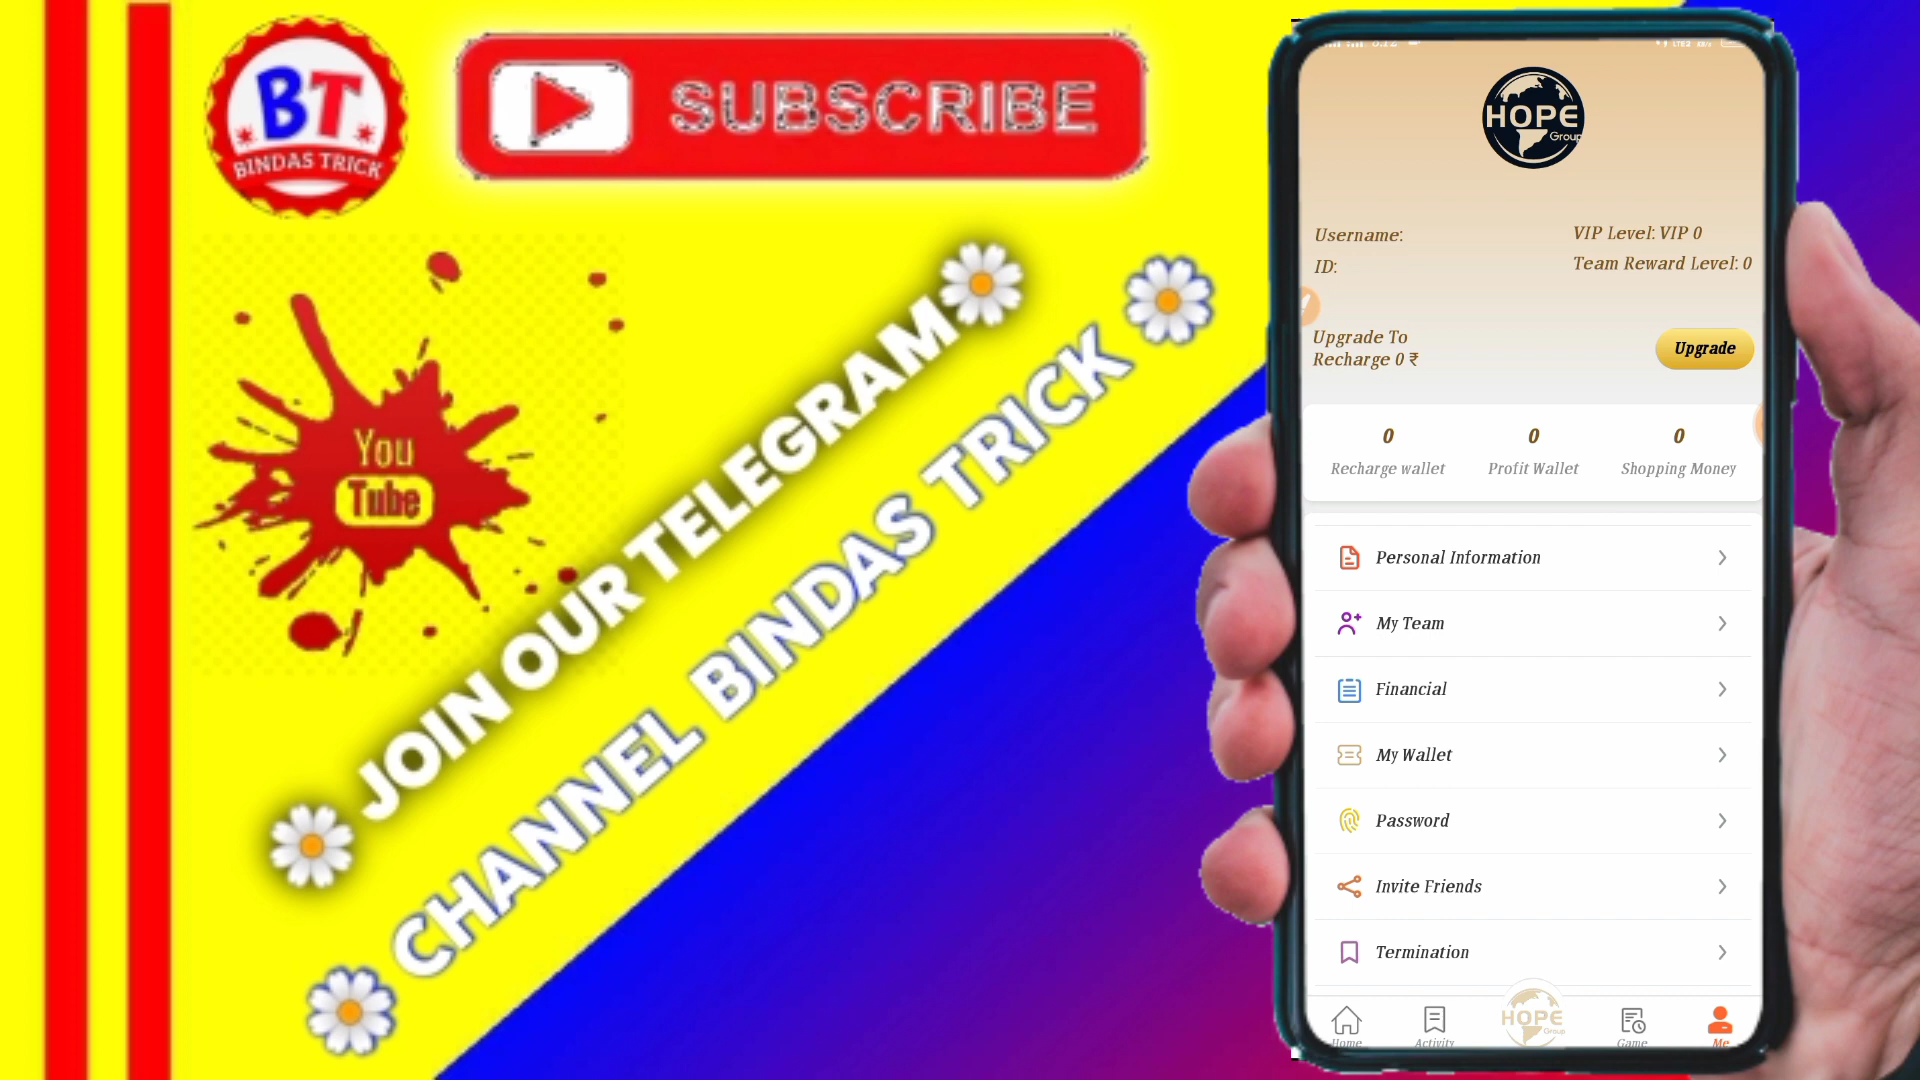 BT
BINDAS TRICK
SUBSCRIBE
You
Tube
JOIN OUR TELEGRAM
CHANNEL BINDAS TRICK
HOPE
Group
Username:
VIP Level: VIP 0
ID:
Team Reward Level: 0
Upgrade To
Recharge 0 ₹
Upgrade
0
0
0
Recharge wallet
Profit Wallet
Shopping Money
Personal Information
My Team
Financial
My Wallet
Password
Invite Friends
Termination
HOPE
Group
Home
Activity
Game
Me